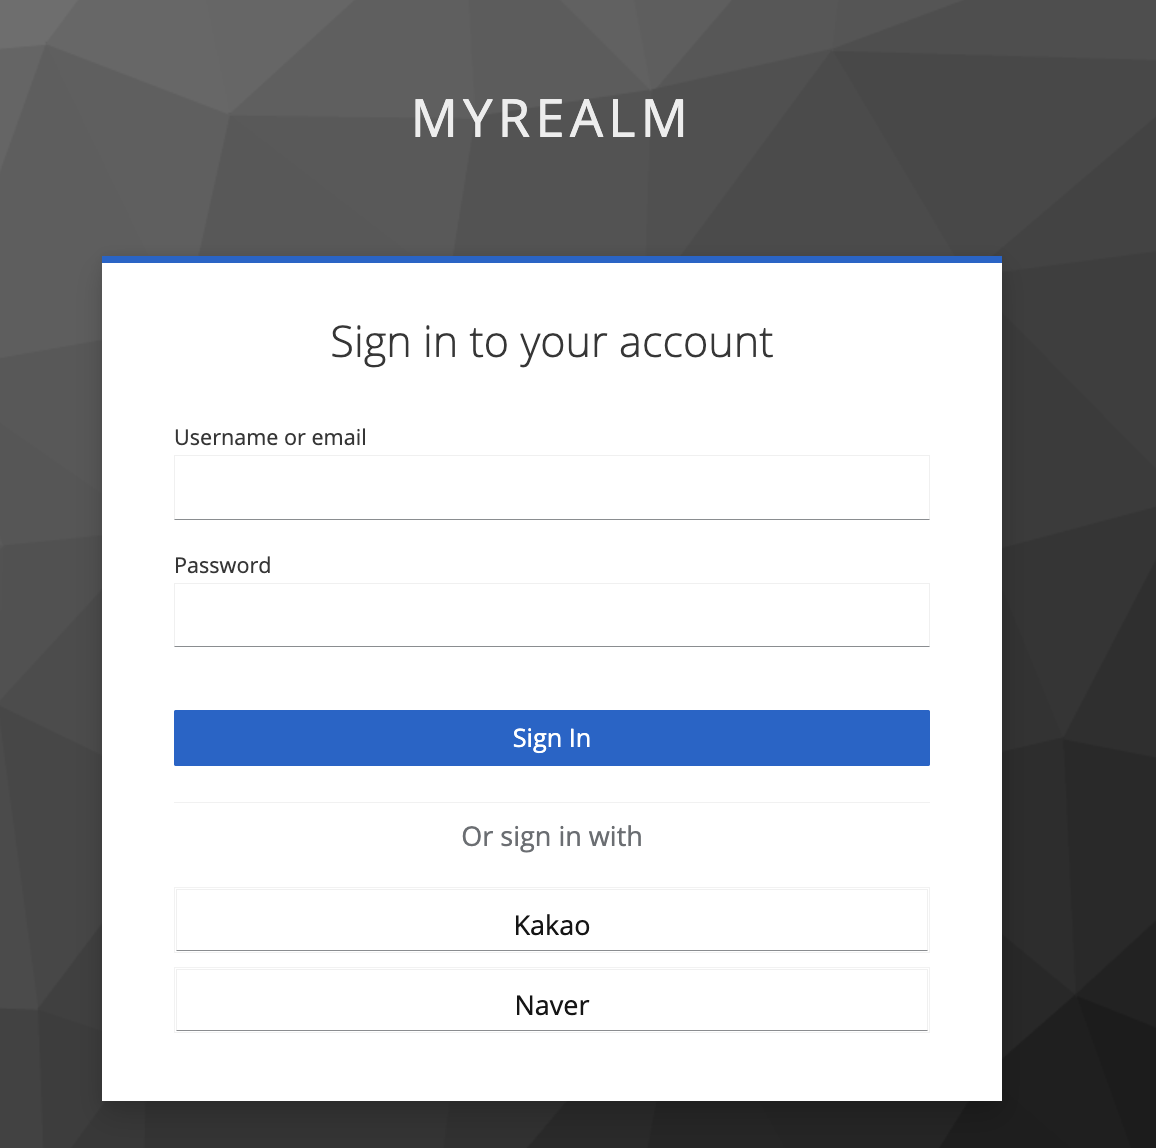 MYREALM
Sign in to your account
Username or email
Password
Sign In
Or sign in with
Kakao
Naver